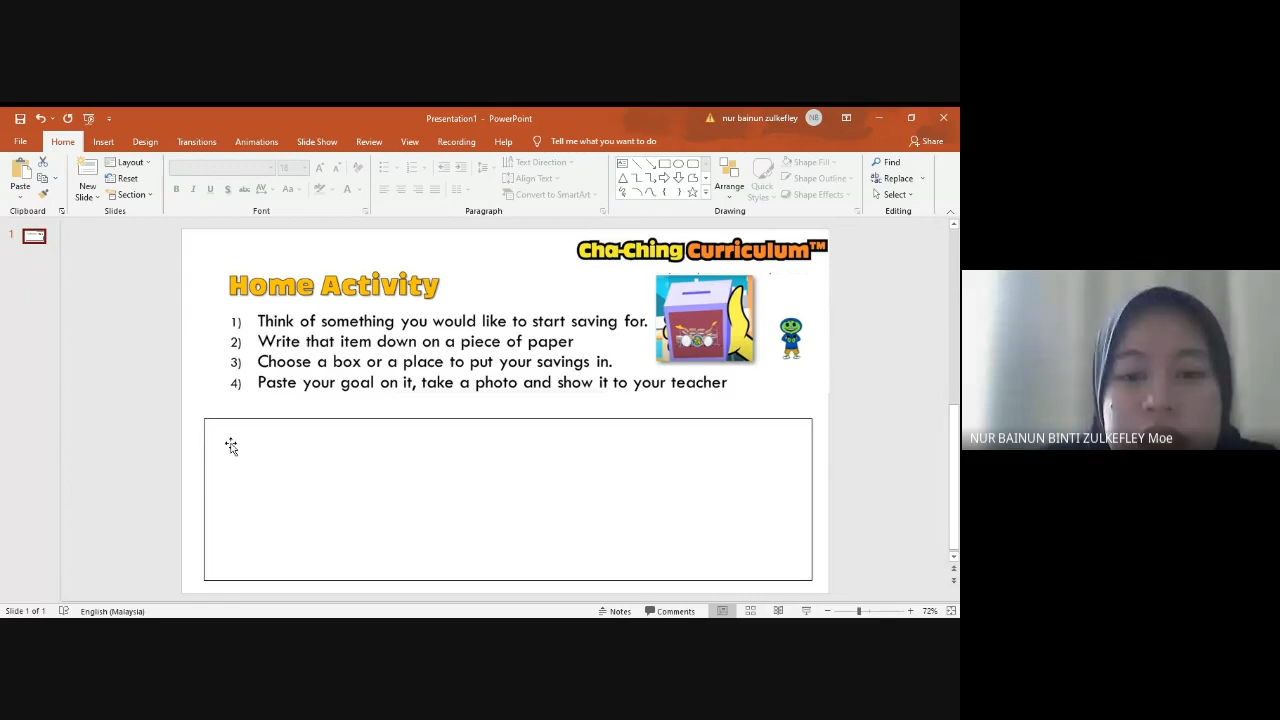 Presentation1 - PowerPoint
nur bainun zulkefley
NB
File Home Insert Design Transitions Animations Slide Show Review View Recording Help Tell me what you want to do Share
Paste
Clipboard
New Slide
Layout
Reset
Section
Slides
18
B I U S abc AV Aa A
Font
Text Direction
Align Text
Convert to SmartArt
Paragraph
Arrange
Quick Styles
Shape Fill
Shape Outline
Shape Effects
Drawing
Find
Replace
Select
Editing
1
Cha-Ching Curriculum™
Home Activity
1) Think of something you would like to start saving for.
2) Write that item down on a piece of paper
3) Choose a box or a place to put your savings in.
4) Paste your goal on it, take a photo and show it to your teacher
NUR BAINUN BINTI ZULKEFLEY Moe
Slide 1 of 1 English (Malaysia) Notes Comments 72%